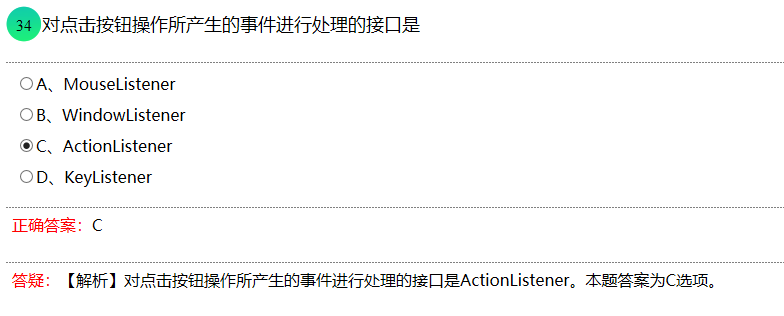 34 对点击按钮操作所产生的事件进行处理的接口是
A、MouseListener
B、WindowListener
C、ActionListener
D、KeyListener
正确答案：C
答疑：【解析】对点击按钮操作所产生的事件进行处理的接口是ActionListener。本题答案为C选项。